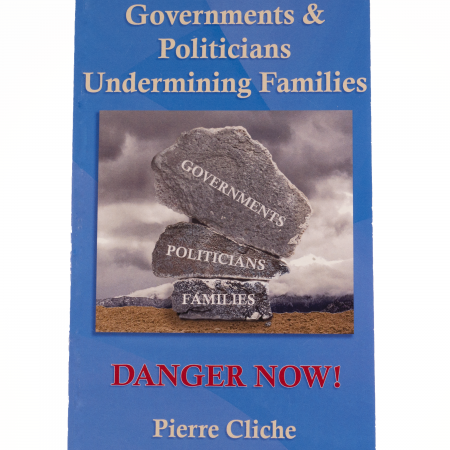 Governments &
Politicians
Undermining Families
GOVERNMENTS
POLITICIANS
FAMILIES
DANGER NOW!
Pierre Cliche